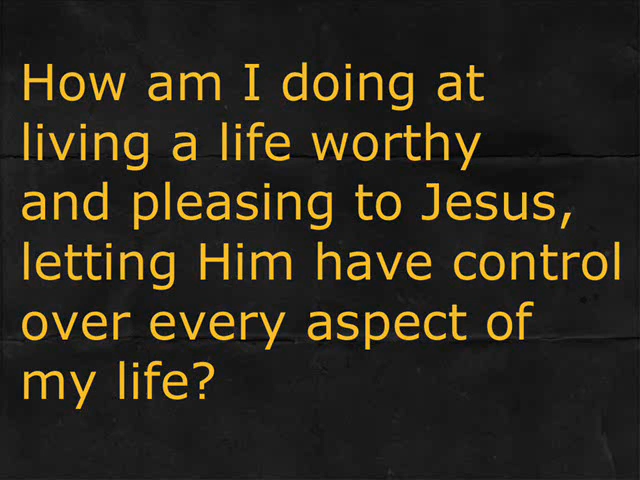 How am I doing at
living a life worthy
and pleasing to Jesus,
letting Him have control
over every aspect of
my life?